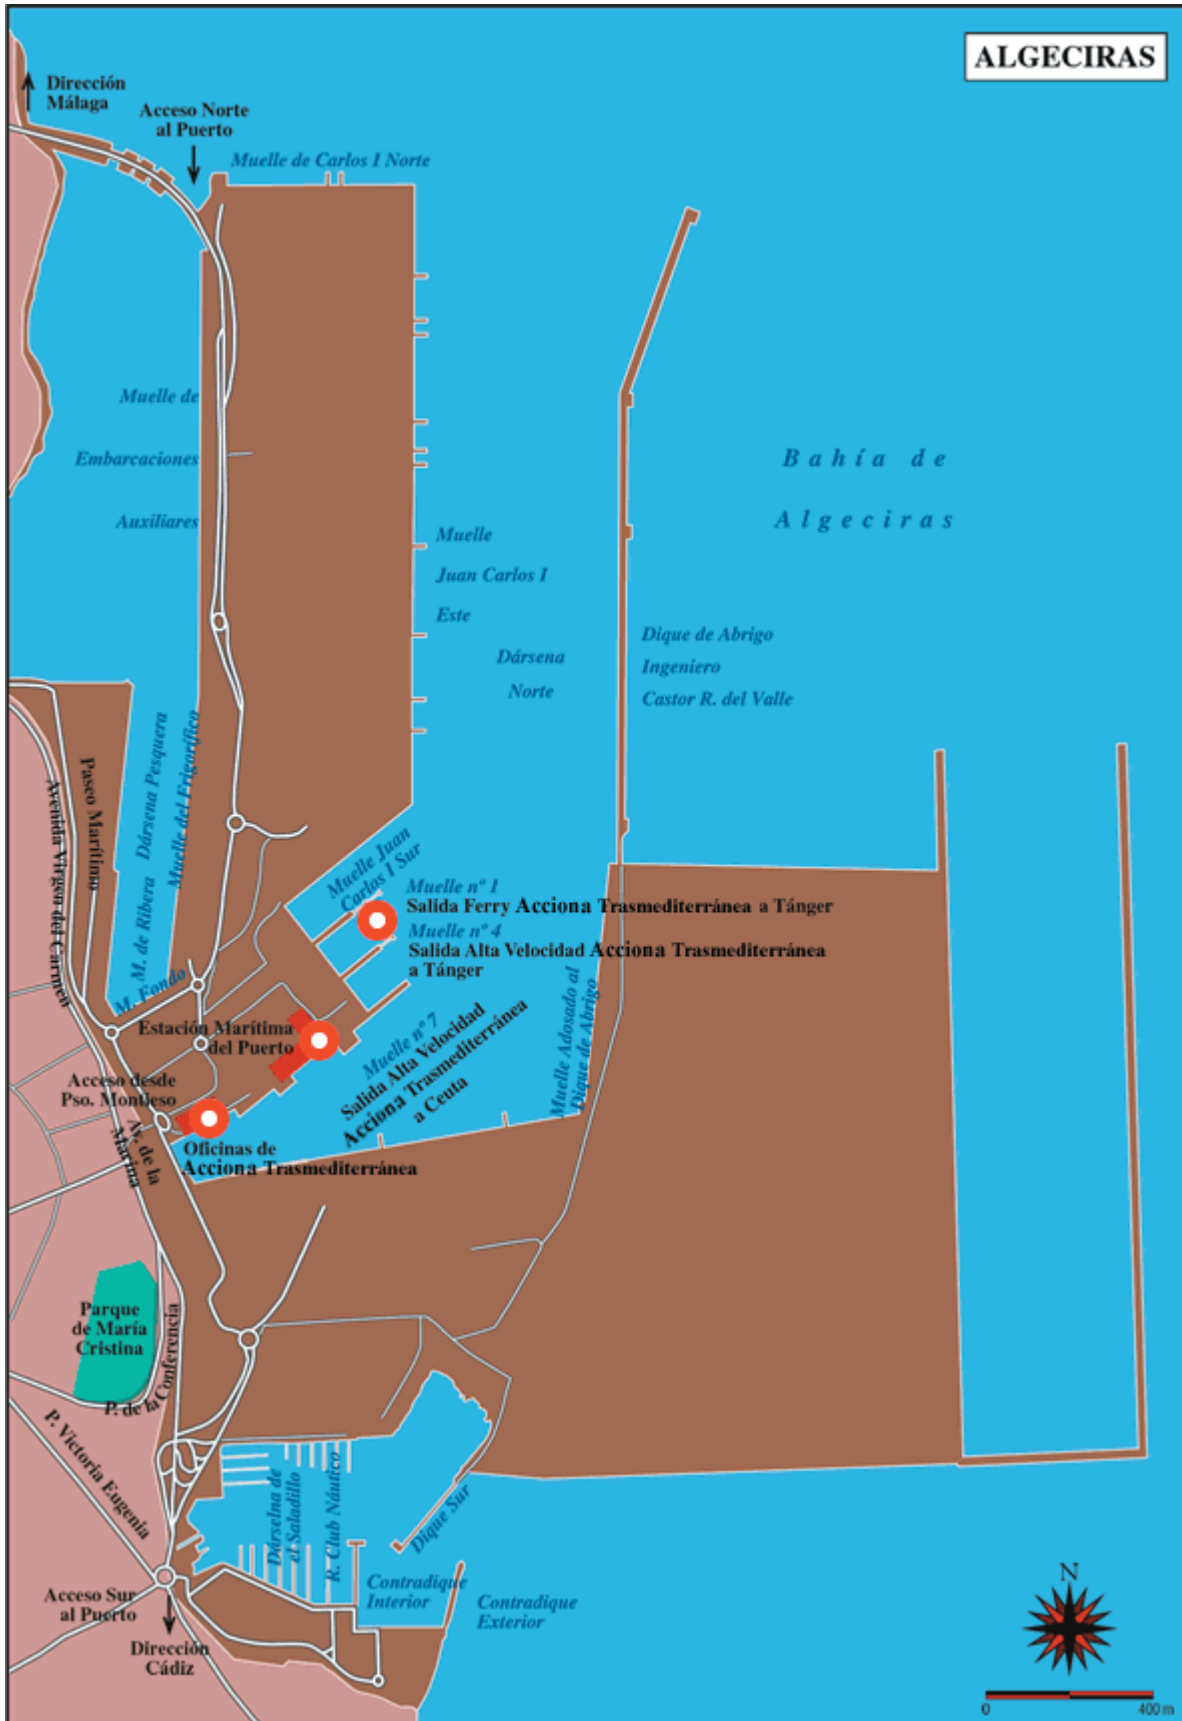 ALGECIRAS
Dirección
Málaga
Acceso Norte
al Puerto
Muelle de Carlos I Norte
Muelle de
Embarcaciones
Auxiliares
Bahía de
Algeciras
Muelle
Juan Carlos I
Este
Dársena
Norte
Dique de Abrigo
Ingeniero
Castor R. del Valle
Paseo Marítimo
Avenida Virgen del Carmen
M. de Ribera
Dársena Pesquera
Muelle del Frigorífico
M. Fondo
Muelle Juan
Carlos I Sur
Muelle nº 1
Salida Ferry Acciona Trasmediterránea a Tánger
Muelle nº 4
Salida Alta Velocidad Acciona Trasmediterránea
a Tánger
Estación Marítima
del Puerto
Muelle nº 7
Salida Alta Velocidad
Acciona Trasmediterránea
a Ceuta
Muelle Adosado al
Dique de Abrigo
Acceso desde
Pso. Montieso
Oficinas de
Acciona Trasmediterránea
Av. de la
Marina
Parque
de María
Cristina
P. de la Conferencia
P. Victoria Eugenia
Dárselna de
el Saladillo
R. Club Náutico
Dique Sur
Contradique
Interior
Contradique
Exterior
Acceso Sur
al Puerto
Dirección
Cádiz
N
0
400 m